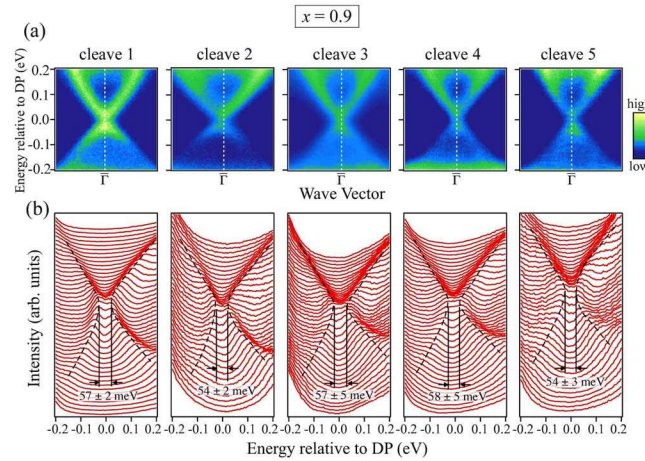 x = 0.9
(a)
cleave 1 cleave 2 cleave 3 cleave 4 cleave 5
Energy relative to DP (eV)
0.2
0.1
0.0
-0.1
-0.2
high
low
Γ̄ Γ̄ Γ̄ Γ̄ Γ̄
Wave Vector
(b)
Intensity (arb. units)
57 ± 2 meV 54 ± 2 meV 57 ± 5 meV 58 ± 5 meV 54 ± 3 meV
-0.2 -0.1 0.0 0.1 0.2 -0.2 -0.1 0.0 0.1 0.2 -0.2 -0.1 0.0 0.1 0.2 -0.2 -0.1 0.0 0.1 0.2 -0.2 -0.1 0.0 0.1 0.2
Energy relative to DP (eV)